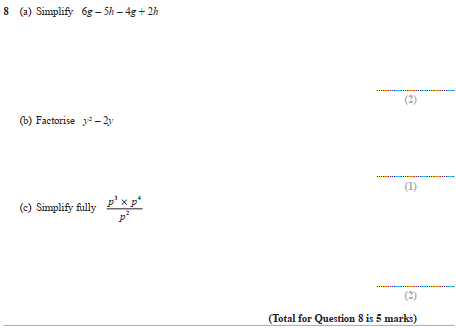 8 (a) Simplify 6g – 5h – 4g + 2h
(2)
(b) Factorise y² – 2y
(1)
(c) Simplify fully p³ × p⁴
p²
(2)
(Total for Question 8 is 5 marks)